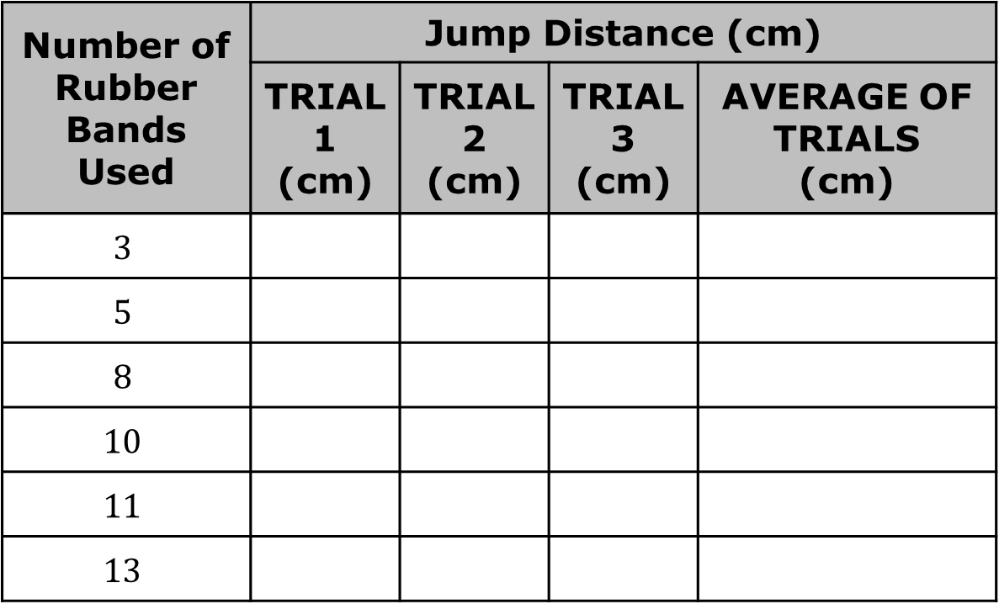 Number of
Rubber
Bands
Used
Jump Distance (cm)
TRIAL
1
(cm)
TRIAL
2
(cm)
TRIAL
3
(cm)
AVERAGE OF
TRIALS
(cm)
3
5
8
10
11
13